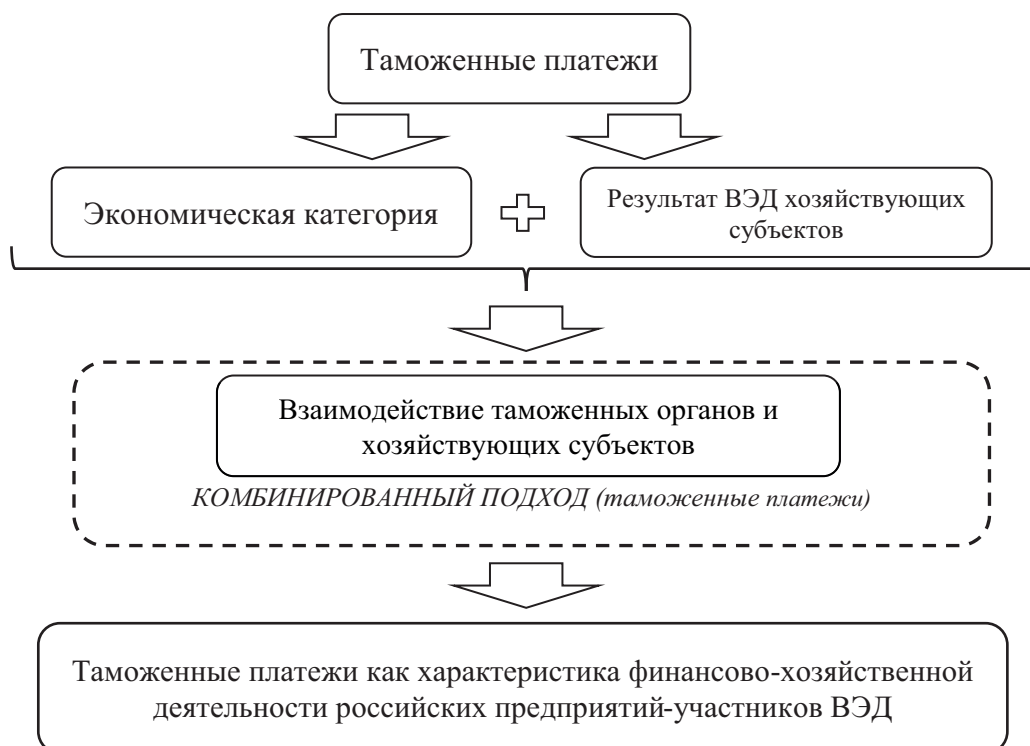 Таможенные платежи
Экономическая категория
Результат ВЭД хозяйствующих
субъектов
Взаимодействие таможенных органов и
хозяйствующих субъектов
КОМБИНИРОВАННЫЙ ПОДХОД (таможенные платежи)
Таможенные платежи как характеристика финансово-хозяйственной
деятельности российских предприятий-участников ВЭД